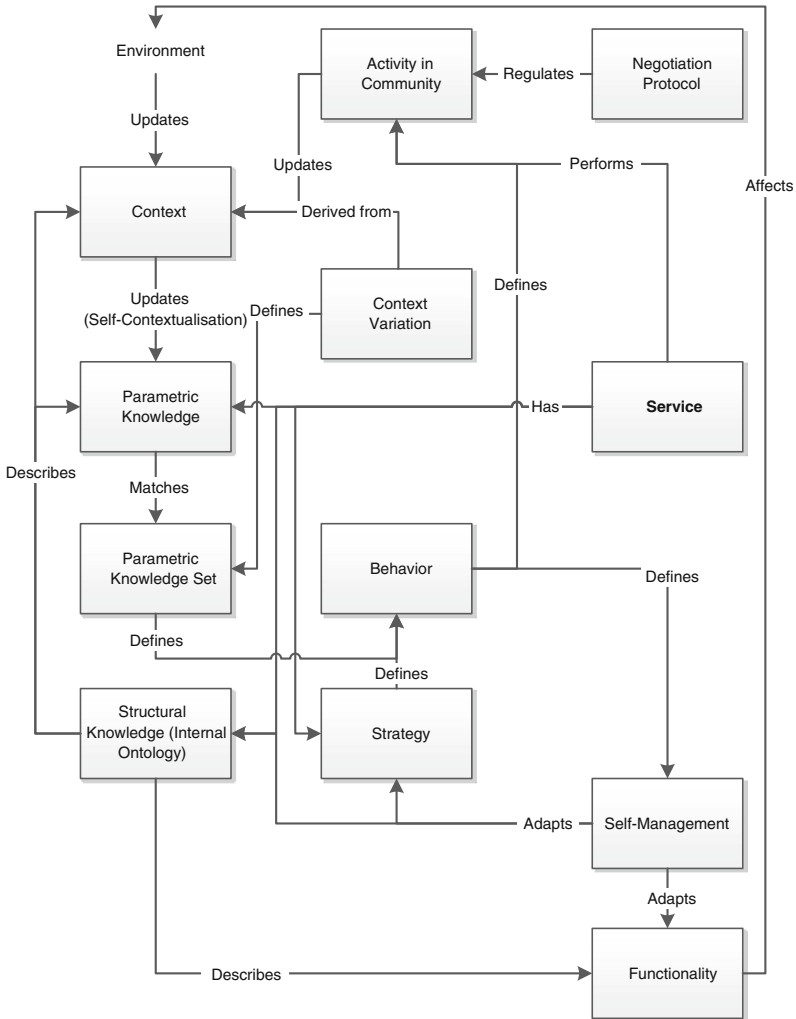 Environment
Activity in
Community
Regulates
Negotiation
Protocol
Updates
Updates
Performs
Affects
Context
Derived from
Updates
(Self-Contextualisation)
Defines
Context
Variation
Defines
Parametric
Knowledge
Has
Service
Describes
Matches
Parametric
Knowledge Set
Behavior
Defines
Defines
Defines
Structural
Knowledge (Internal
Ontology)
Strategy
Adapts
Self-Management
Adapts
Describes
Functionality